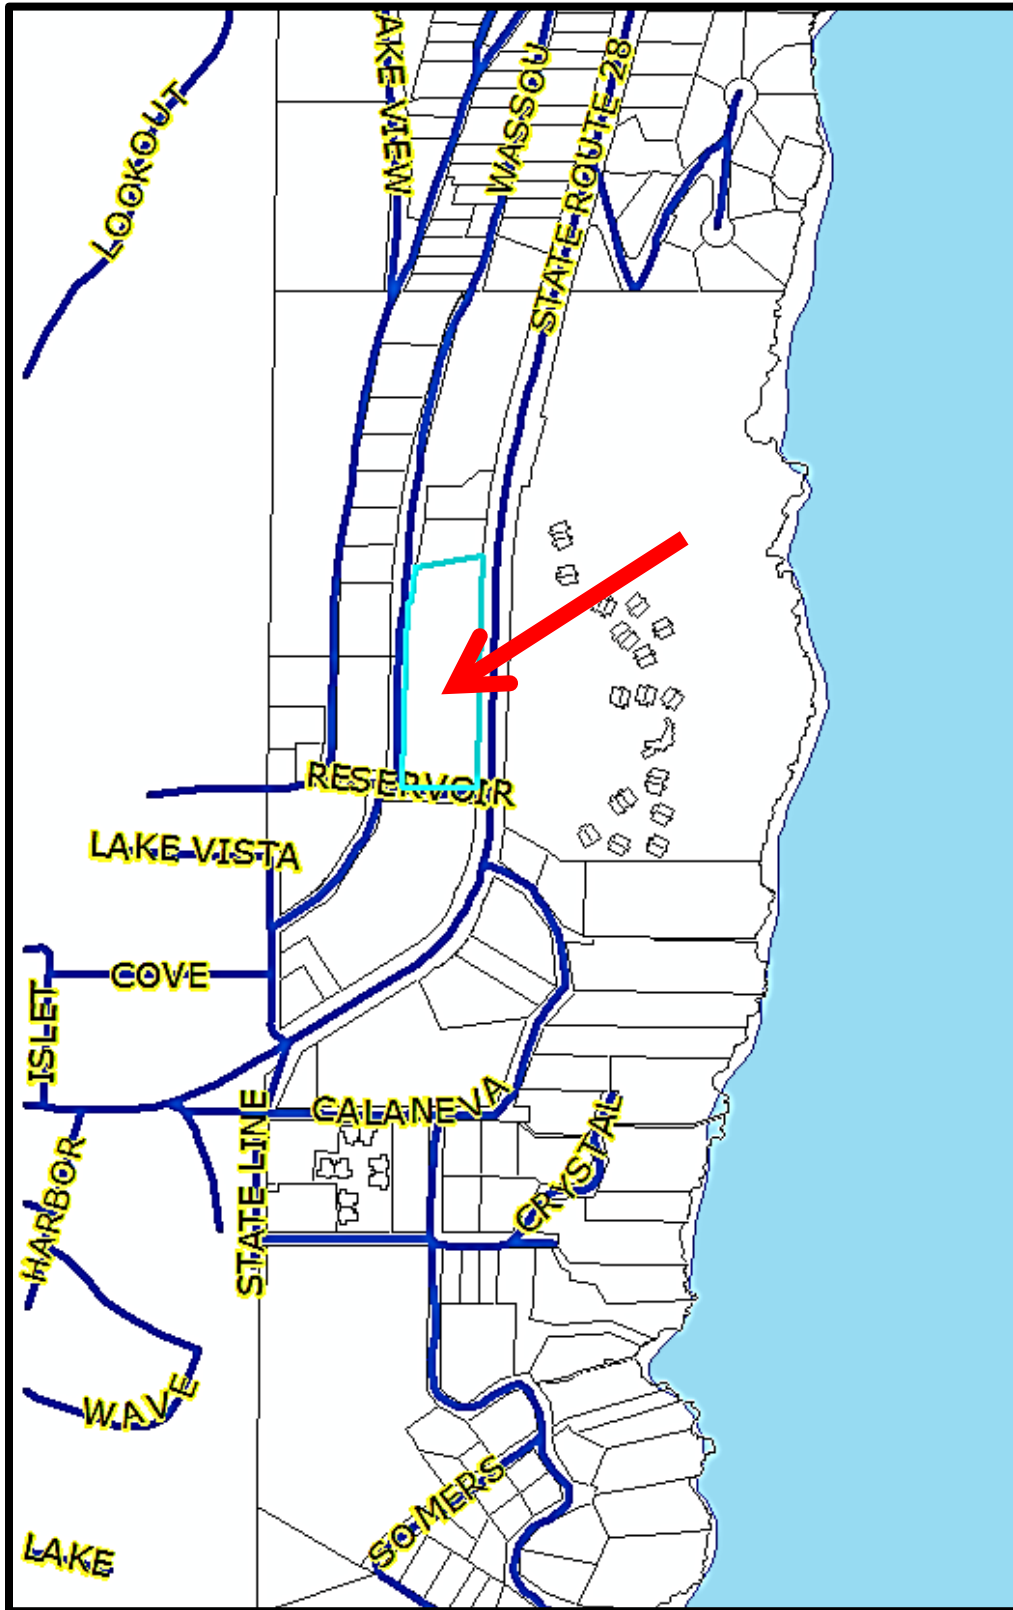 LOOKOUT
LAKE VIEW
WASSOU
STATE ROUTE 28
RESERVOIR
LAKE VISTA
COVE
ISLET
STATE LINE
CALANEVA
HARBOR
CRYSTAL
WAVE
SOMERS
LAKE